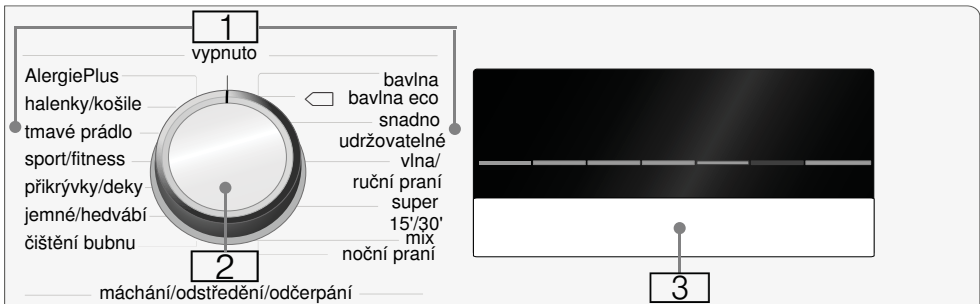 1
vypnuto
AlergiePlus
halenky/košile
tmavé prádlo
sport/fitness
přikrývky/deky
jemné/hedvábí
čištění bubnu
bavlna
bavlna eco
snadno
udržovatelné
vlna/
ruční praní
super
15'/30'
mix
noční praní
2
máchání/odstředění/odčerpání
3